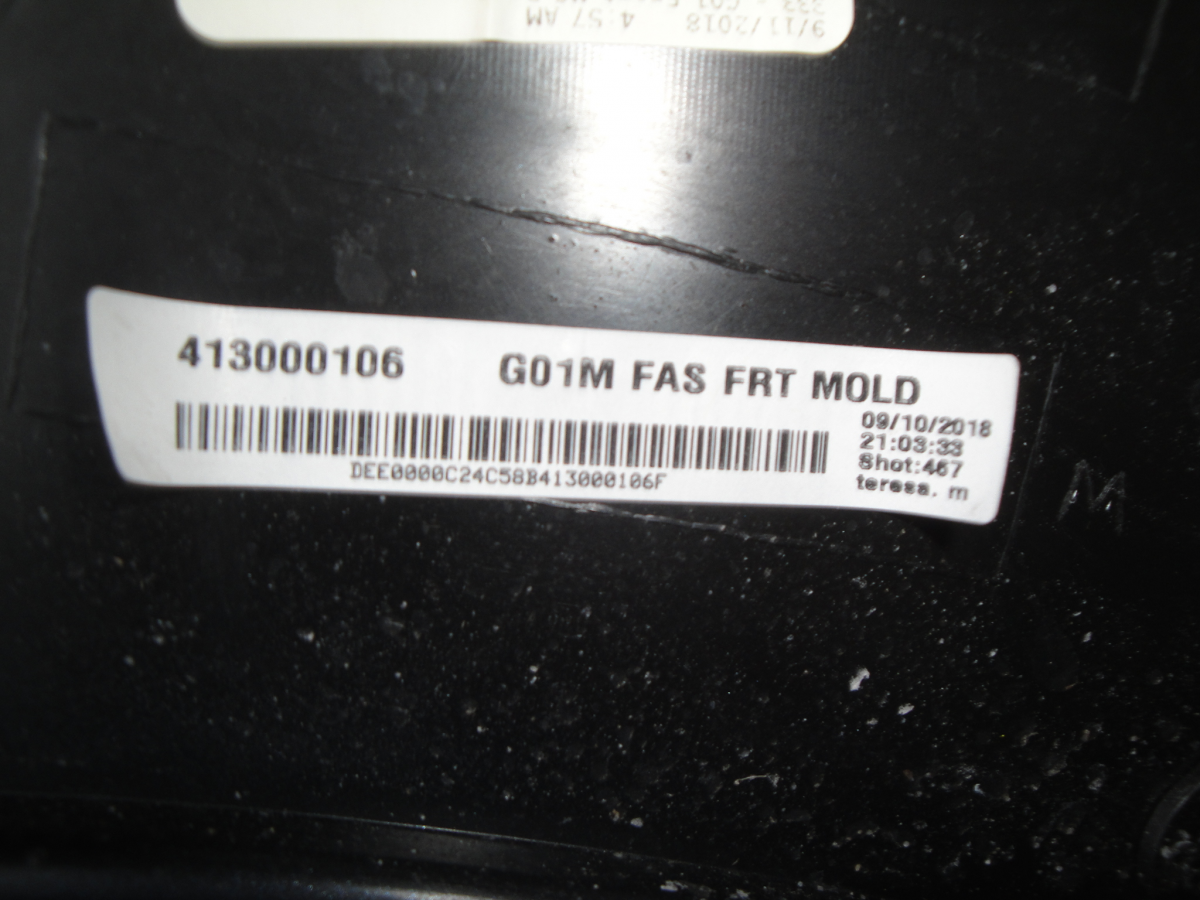 9/11/2018 4:57 AM
413000106 G01M FAS FRT MOLD
09/10/2018
21:03:33
Shot:467
DEE0000C24C58B413000106F
teresa. m
M